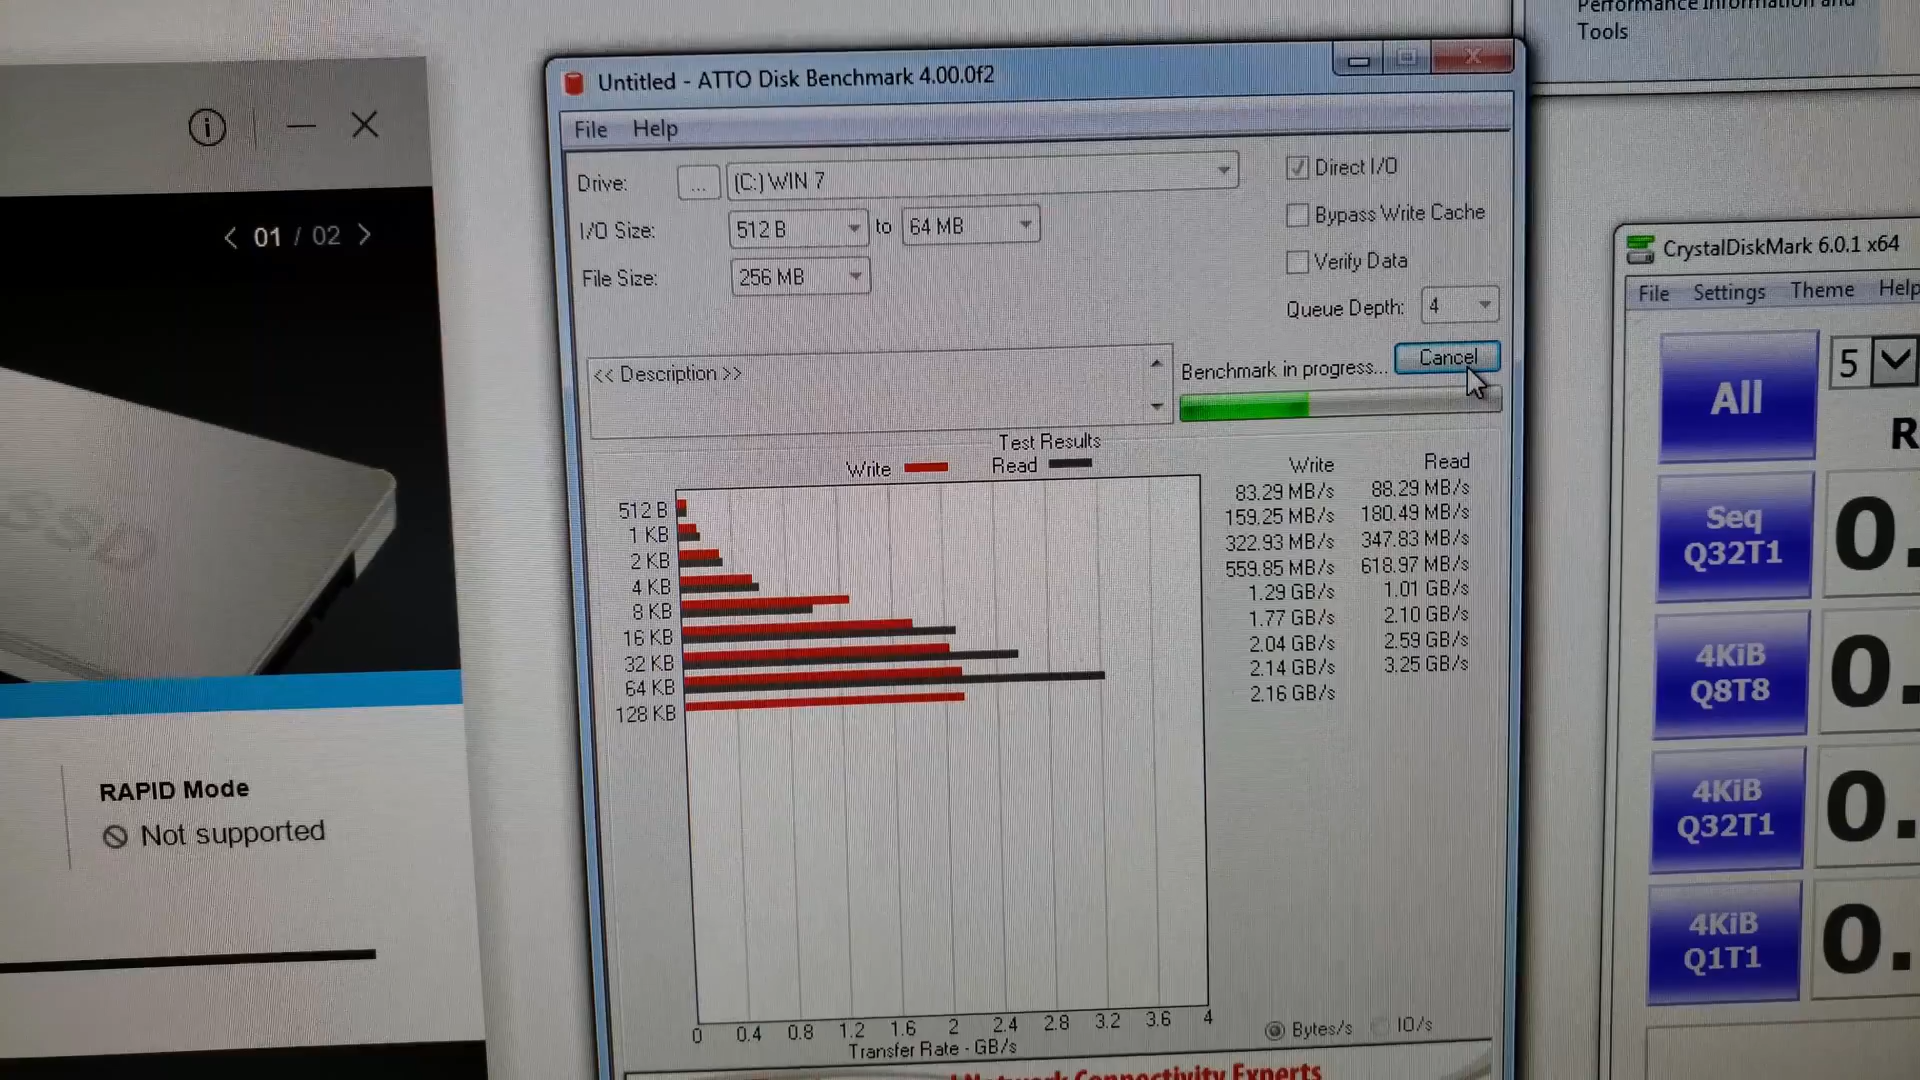 Performance Information and
Tools
01 / 02
SSD
RAPID Mode
Not supported
Untitled - ATTO Disk Benchmark 4.00.0f2
File Help
Drive: ... (C:) WIN 7
Direct I/O
I/O Size: 512 B to 64 MB
Bypass Write Cache
File Size: 256 MB
Verify Data
Queue Depth: 4
<< Description >>
Benchmark in progress... Cancel
Test Results
Write Read
Write Read
512 B 83.29 MB/s 88.29 MB/s
1 KB 159.25 MB/s 180.49 MB/s
2 KB 322.93 MB/s 347.83 MB/s
4 KB 559.85 MB/s 618.97 MB/s
8 KB 1.29 GB/s 1.01 GB/s
16 KB 1.77 GB/s 2.10 GB/s
32 KB 2.04 GB/s 2.59 GB/s
64 KB 2.14 GB/s 3.25 GB/s
128 KB 2.16 GB/s
0 0.4 0.8 1.2 1.6 2 2.4 2.8 3.2 3.6 4
Transfer Rate - GB/s
Bytes/s IO/s
Network Connectivity Experts
CrystalDiskMark 6.0.1 x64
File Settings Theme Help
All 5
R
Seq
Q32T1 0.
4KiB
Q8T8 0.
4KiB
Q32T1 0.
4KiB
Q1T1 0.